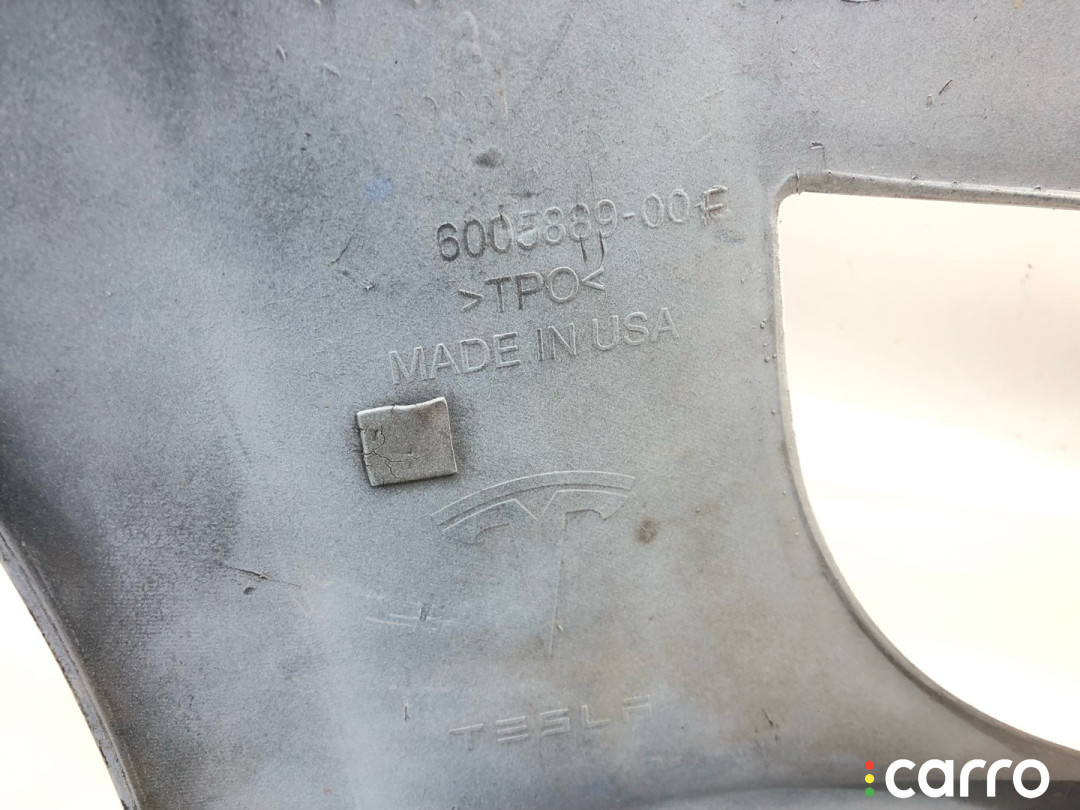 6005889-00-F
>TPO<
MADE IN USA
TESLA
carro